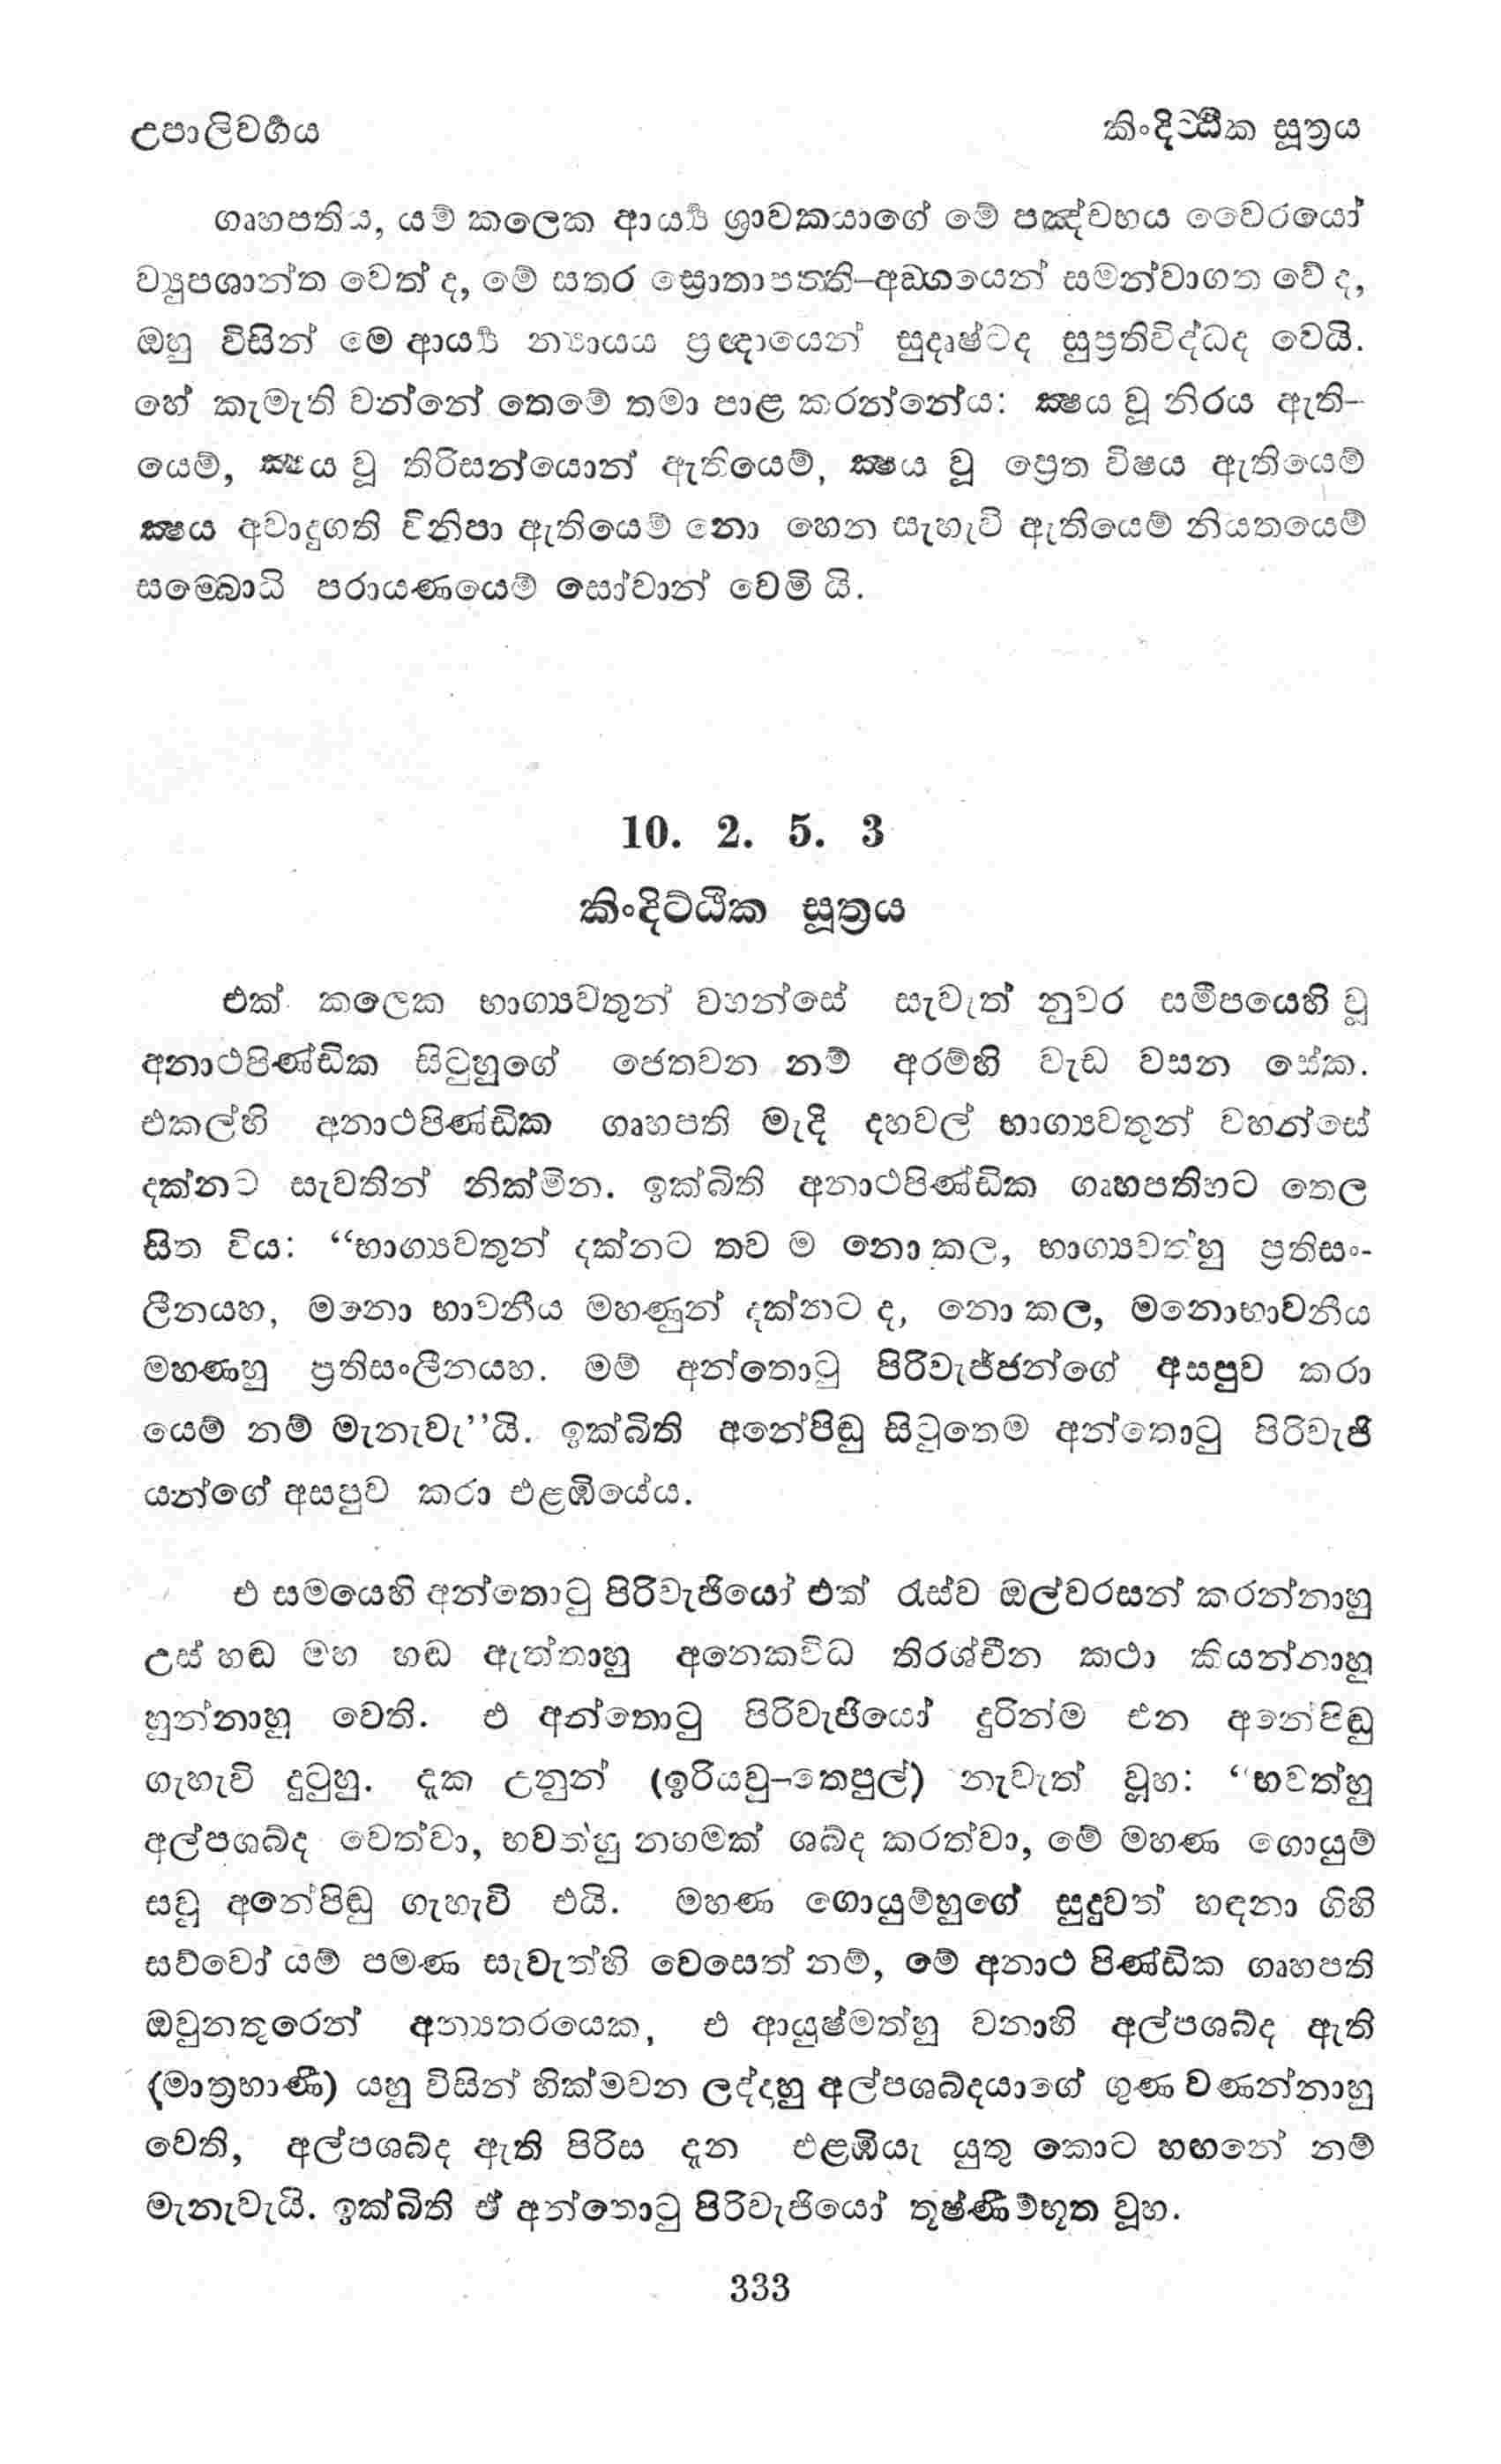 උපාලිවර්‍ගය
කිංදිට්ඨික සූත්‍රය
ගෘහපතිය, යම් කලෙක ආර්‍ය්‍ය ශ්‍රාවකයාගේ මේ පඤ්චභය වෛරයෝ
ව්‍යුපශාන්ත වෙත් ද, මේ සතර ස්‍රොතාපත්ති-අඞ්ගයෙන් සමන්වාගත වේ ද,
ඔහු විසින් මෙ ආර්‍ය්‍ය න්‍යායය ප්‍රඥායෙන් සුදෘෂ්ටද සුප්‍රතිවිද්ධද වෙයි.
හේ කැමැති වන්නේ තෙමේ තමා පාළ කරන්නේය: ක්‍ෂය වූ නිරය ඇති-
යෙම්, ක්‍ෂය වූ තිරිසන්යොන් ඇතියෙම්, ක්‍ෂය වූ ප්‍රෙත විෂය ඇතියෙම්
ක්‍ෂය අවාදුගති විනිපා ඇතියෙම් නො හෙන සැහැවි ඇතියෙම් නියතයෙම්
සම්බොධි පරායණයෙම් සෝවාන් වෙමි යි.
10. 2. 5. 3
කිංදිට්ඨික සූත්‍රය
එක් කලෙක භාග්‍යවතුන් වහන්සේ සැවැත් නුවර සමීපයෙහි වූ
අනාථපිණ්ඩික සිටුහුගේ ජෙතවන නම් අරම්හි වැඩ වසන සේක.
එකල්හි අනාථපිණ්ඩික ගෘහපති මැදි දහවල් භාග්‍යවතුන් වහන්සේ
දක්නට සැවතින් නික්මින. ඉක්බිති අනාථපිණ්ඩික ගෘහපතිහට තෙල
සිත විය: “භාග්‍යවතුන් දක්නට තව ම නො කල, භාග්‍යවත්හු ප්‍රතිසං-
ලීනයහ, මනො භාවනීය මහණුන් දක්නට ද, නො කල, මනොභාවනීය
මහණහු ප්‍රතිසංලීනයහ. මම් අන්තොටු පිරිවැජ්ජන්ගේ අසපුව කරා
යෙම් නම් මැනැවැ”යි. ඉක්බිති අනේපිඬු සිටුතෙම අන්තොටු පිරිවැජි
යන්ගේ අසපුව කරා එළඹියේය.
එ සමයෙහි අන්තොටු පිරිවැජියෝ එක් රැස්ව ඔල්වරසන් කරන්නාහු
උස් හඬ මහ හඬ ඇත්තාහු අනෙකවිධ තිරශ්චීන කථා කියන්නාහු
හුන්නාහු වෙති. එ අන්තොටු පිරිවැජියෝ දුරින්ම එන අනේපිඬු
ගැහැවි දුටුහු. දැක උනුන් (ඉරියවු-තෙපුල්) නැවැත් වූහ: “භවත්හු
අල්පශබ්ද වෙත්වා, භවත්හු නහමක් ශබ්ද කරත්වා, මේ මහණ ගොයුම්
සවූ අනේපිඬු ගැහැවි එයි. මහණ ගොයුම්හුගේ සුදුවත් හඳනා ගිහි
සව්වෝ යම් පමණ සැවැත්හි වෙසෙත් නම්, මේ අනාථ පිණ්ඩික ගෘහපති
ඔවුනතුරෙන් අන්‍යතරයෙක, එ ආයුෂ්මත්හු වනාහි අල්පශබ්ද ඇති
(මාත්‍රභාණී) යහු විසින් හික්මවන ලද්දාහු අල්පශබ්දයාගේ ගුණ වණන්නාහු
වෙති, අල්පශබ්ද ඇති පිරිස දැන එළඹියැ යුතු කොට හඟනේ නම්
මැනැවැයි. ඉක්බිති ඒ අන්තොටු පිරිවැජියෝ තූෂ්ණීම්භූත වූහ.
333